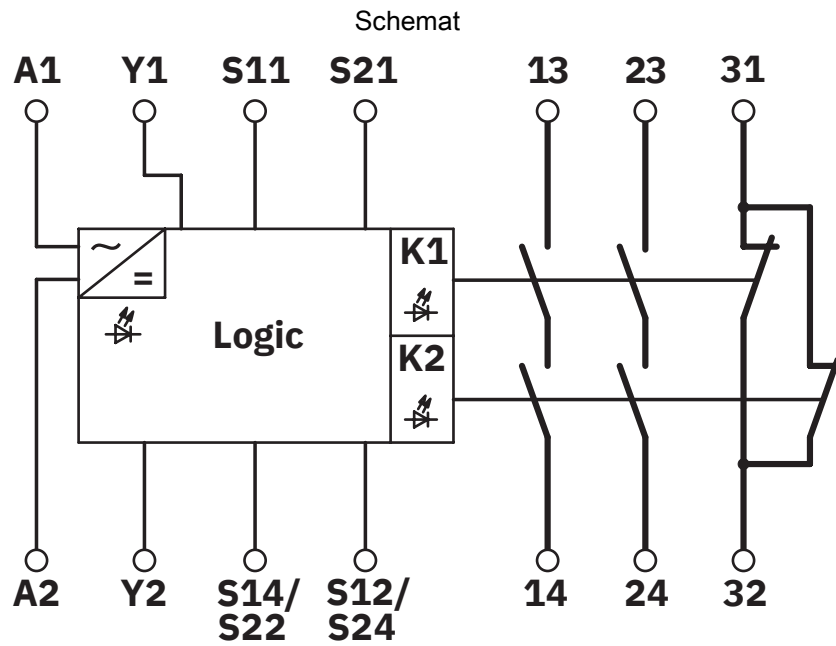 Schemat
A1 Y1 S11 S21 13 23 31
K1
Logic
K2
A2 Y2 S14/ S12/ 14 24 32
S22 S24